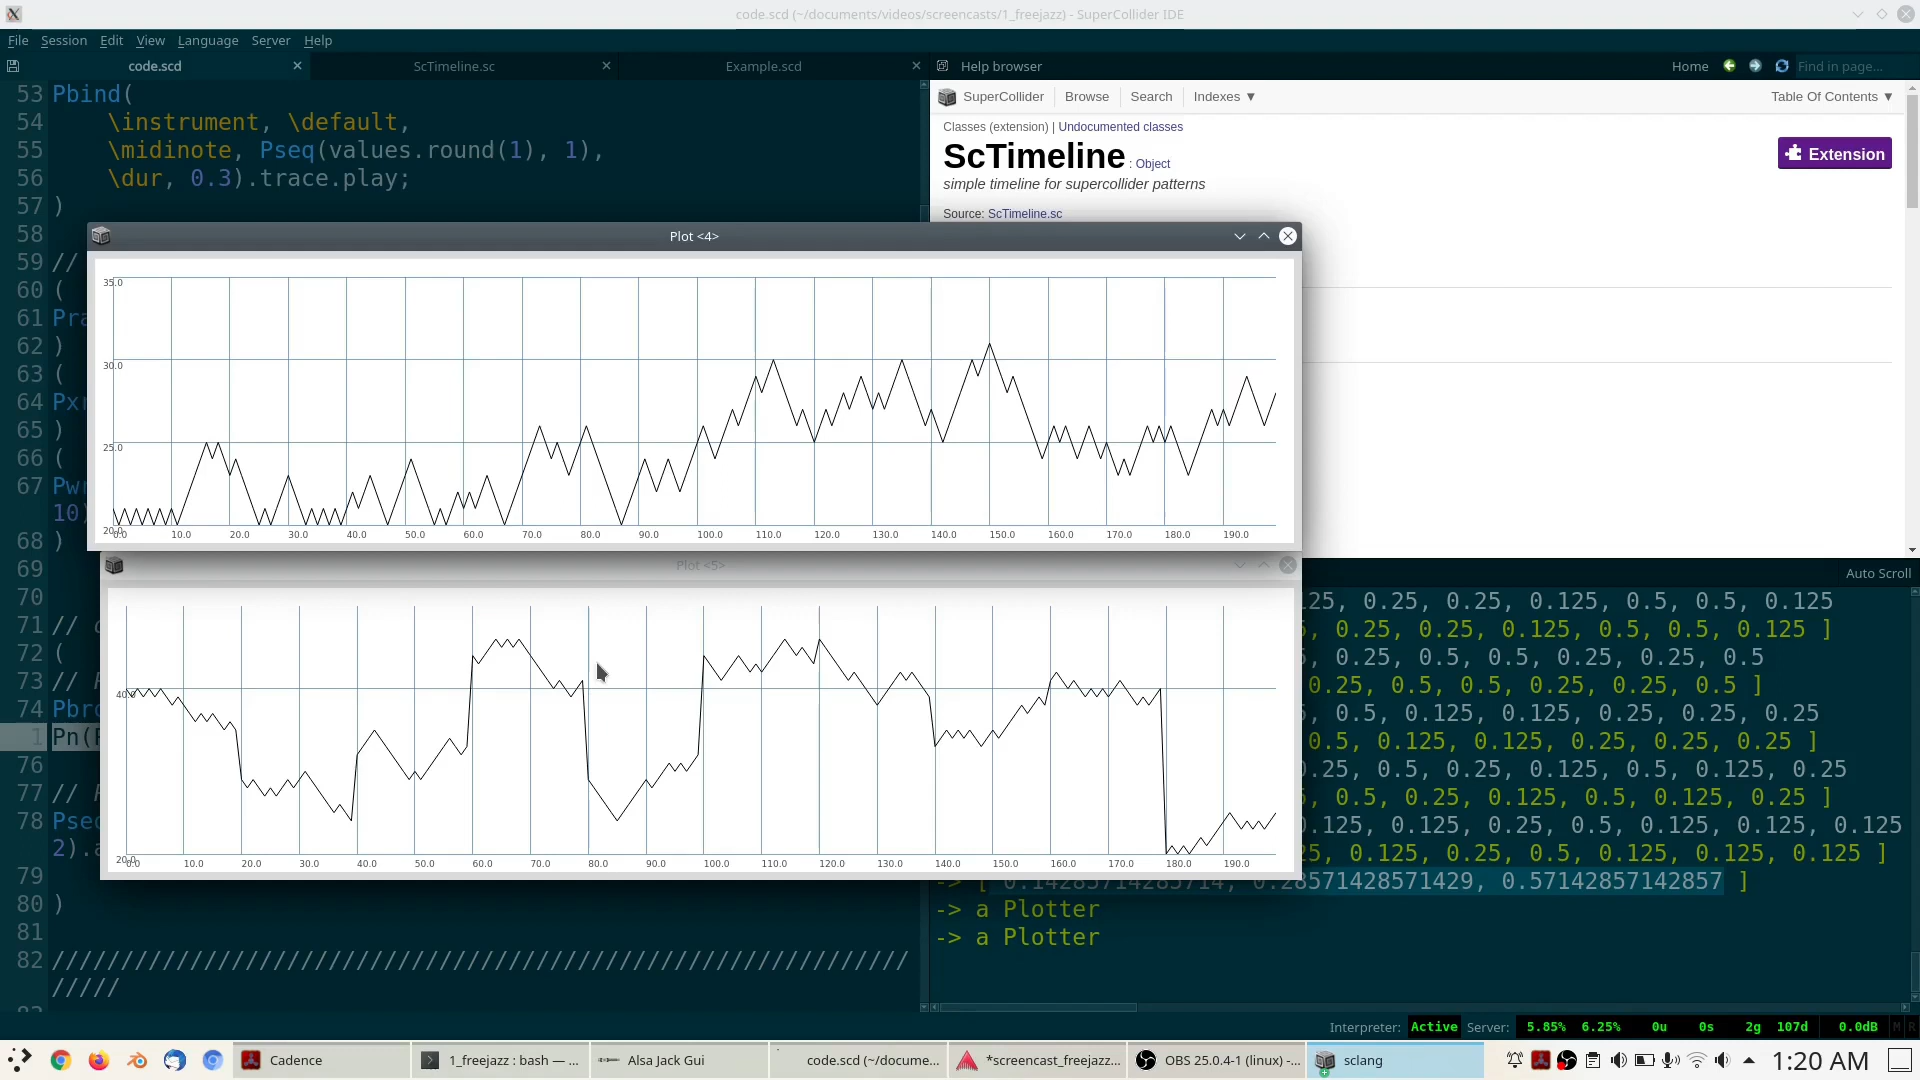 code.scd (~/documents/videos/screencasts/1_freejazz) - SuperCollider IDE
File Session Edit View Language Server Help
code.scd ScTimeline.sc Example.scd Help browser Home Find in page...
53 Pbind(
54 \instrument, \default,
55 \midinote, Pseq(values.round(1), 1),
56 \dur, 0.3).trace.play;
57 )
58
59 //
60 (
61
62 )
63 (
64
65 )
66 (
67
10
68 )
69
70
71 //
72 (
73 //
74
1 Pn(
76
77 //
78
2).
79
80 )
81
82 //////////////////////////////////////////////////////////////
/////
SuperCollider Browse Search Indexes ▼ Table Of Contents ▼
Classes (extension) | Undocumented classes
ScTimeline : Object
Extension
simple timeline for supercollider patterns
Source: ScTimeline.sc
Plot <4>
35.0
30.0
25.0
20.0
0.0 10.0 20.0 30.0 40.0 50.0 60.0 70.0 80.0 90.0 100.0 110.0 120.0 130.0 140.0 150.0 160.0 170.0 180.0 190.0
Plot <5>
40.0
20.0
0.0 10.0 20.0 30.0 40.0 50.0 60.0 70.0 80.0 90.0 100.0 110.0 120.0 130.0 140.0 150.0 160.0 170.0 180.0 190.0
Auto Scroll
25, 0.25, 0.25, 0.125, 0.5, 0.5, 0.125
, 0.25, 0.25, 0.125, 0.5, 0.5, 0.125 ]
, 0.25, 0.5, 0.25, 0.25, 0.5
0.25, 0.5, 0.5, 0.25, 0.25, 0.5 ]
, 0.5, 0.125, 0.125, 0.25, 0.25, 0.25
0.5, 0.125, 0.125, 0.25, 0.25, 0.25 ]
0.25, 0.5, 0.25, 0.125, 0.5, 0.125, 0.25
, 0.5, 0.25, 0.125, 0.5, 0.125, 0.25 ]
0.125, 0.125, 0.25, 0.5, 0.125, 0.125, 0.125
25, 0.125, 0.25, 0.5, 0.125, 0.125, 0.125 ]
-> [ 0.14285714285714, 0.28571428571429, 0.57142857142857 ]
-> a Plotter
-> a Plotter
Interpreter: Active Server: 5.85% 6.25% 0u 0s 2g 107d 0.0dB M R
Cadence 1_freejazz : bash — ... Alsa Jack Gui code.scd (~/docume... *screencast_freejazz... OBS 25.0.4-1 (linux) -... sclang 1:20 AM